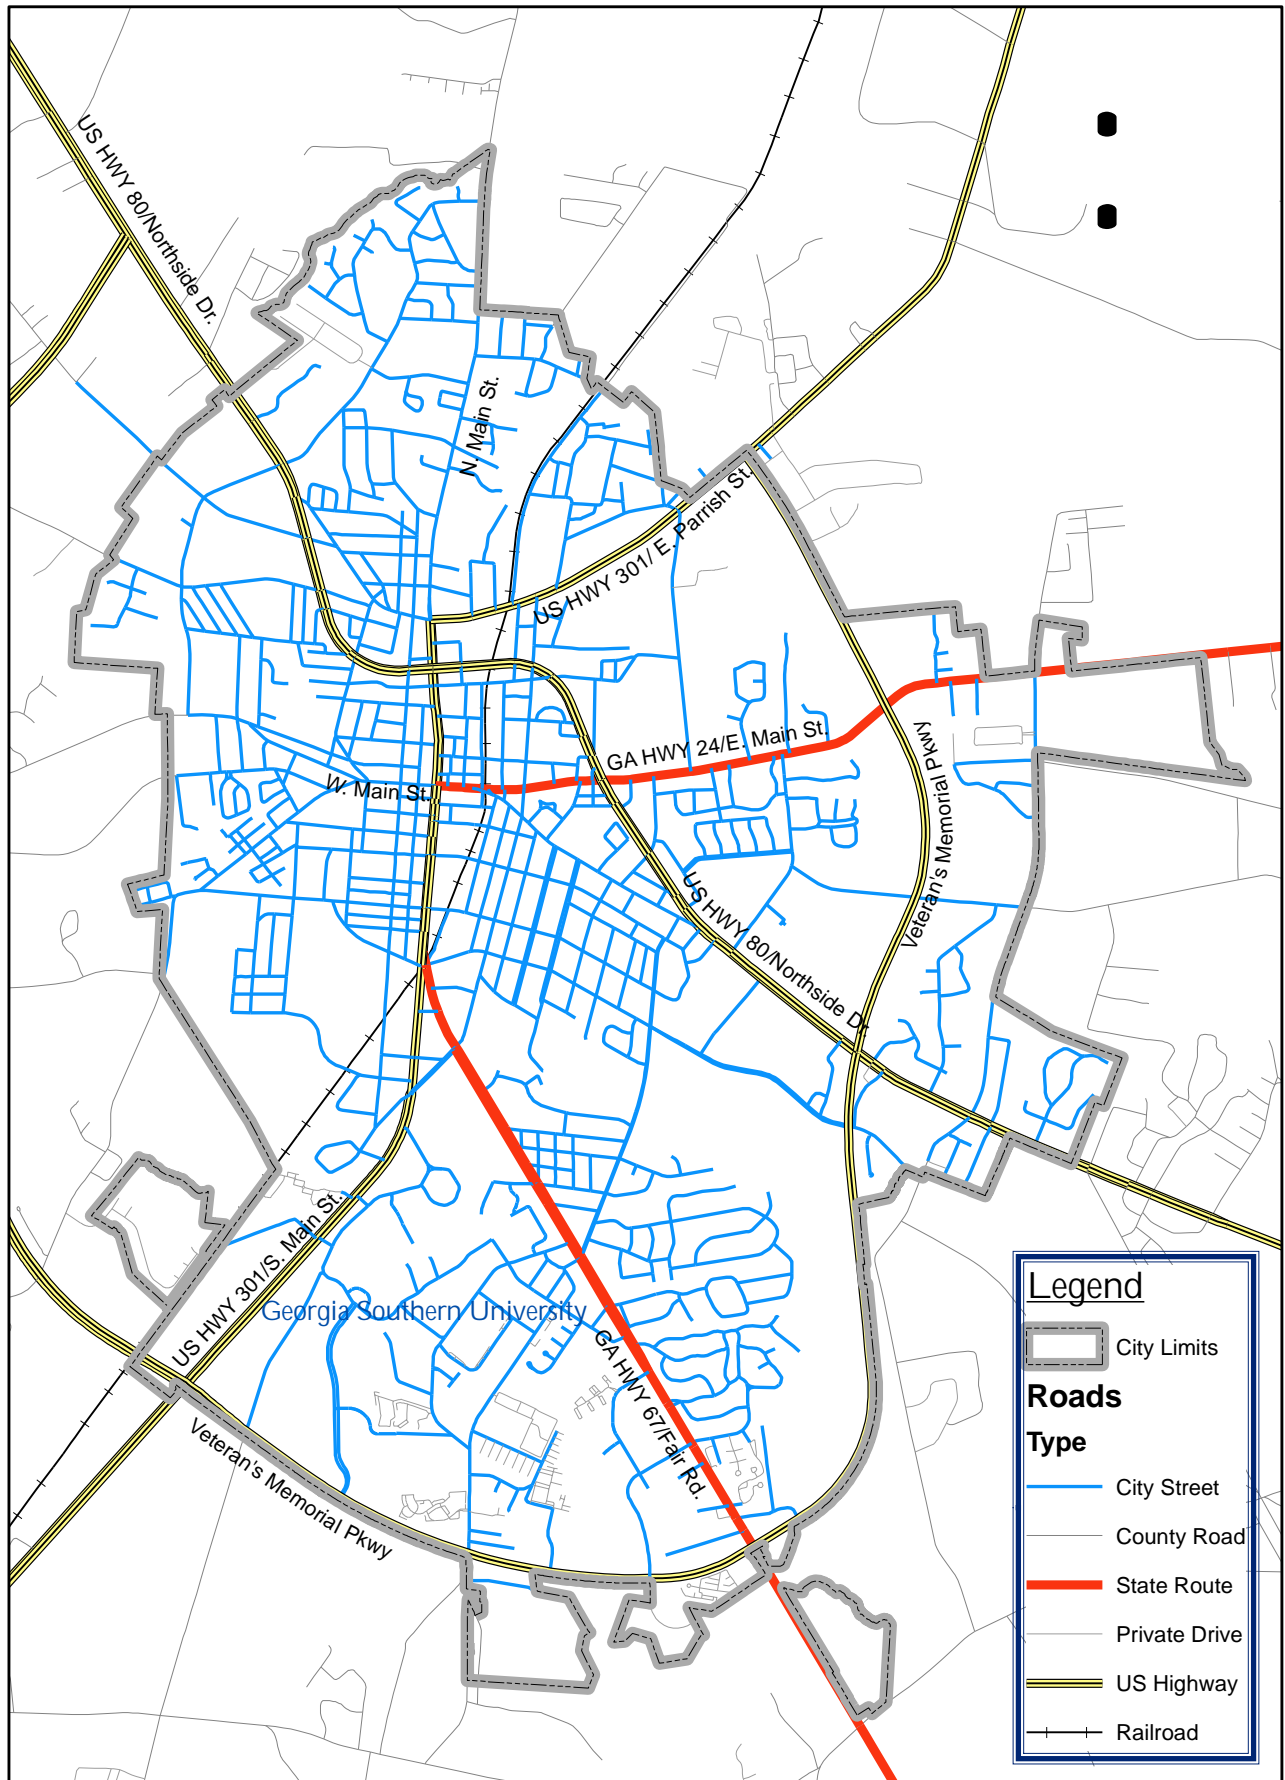 US HWY 80/Northside Dr.
N. Main St.
US HWY 301/ E. Parrish St.
GA HWY 24/E. Main St.
W. Main St.
Veteran's Memorial Pkwy
US HWY 80/Northside Dr.
US HWY 301/S. Main St.
Georgia Southern University
GA HWY 67/Fair Rd.
Veteran's Memorial Pkwy
Legend
City Limits
Roads
Type
City Street
County Road
State Route
Private Drive
US Highway
Railroad